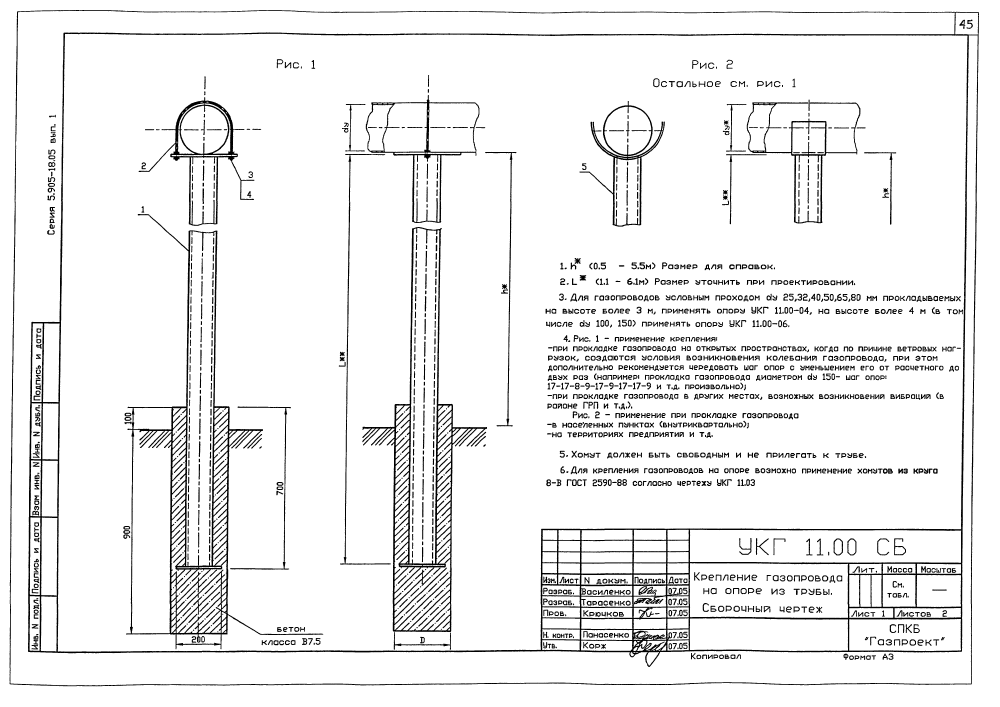 45
Серия 5.905-18.05 вып. 1
Рис. 1
Рис. 2
Остальное см. рис. 1
dy
dy*
2
3
4
1
5
L**
h*
L**
h*
100
900
700
200
D
бетон
класса В7.5
1. h* (0.5 - 5.5м) Размер для справок.
2. L** (1.1 - 6.1м) Размер уточнить при проектировании.
3. Для газопроводов условным проходом dy 25,32,40,50,65,80 мм прокладываемых
на высоте более 3 м, применять опору УКГ 11.00-04, на высоте более 4 м (в том
числе dy 100, 150) применять опору УКГ 11.00-06.
4. Рис. 1 - применение крепления:
-при прокладке газопровода на открытых пространствах, когда по причине ветровых наг-
рузок, создаются условия возникновения колебания газопровода, при этом
дополнительно рекомендуется чередовать шаг опор с уменьшением его от расчетного до
двух раз (например: прокладка газопровода диаметром dy 150- шаг опор:
17-17-8-9-17-9-17-17-9 и т.д. произвольно);
-при прокладке газопровода в других местах, возможных возникновении вибраций (в
районе ГРП и т.д.).
Рис. 2 - применение при прокладке газопровода
-в населенных пунктах (внутриквартально);
-на территориях предприятий и т.д.
5. Хомут должен быть свободным и не прилегать к трубе.
6. Для крепления газопроводов на опоре возможно применение хомутов из круга
8-В ГОСТ 2590-88 согласно чертежу УКГ 11.03
Инв. N подл.
Подпись и дата
Взам инв. N
Инв. N дубл.
Подпись и дата
УКГ 11.00 СБ
Изм. Лист N докум. Подпись Дата
Разраб. Василенко 07.05
Разраб. Тарасенко 07.05
Пров. Крючков 07.05
Н. контр. Панасенко 07.05
Утв. Корж 07.05
Крепление газопровода
на опоре из трубы.
Сборочный чертеж
Лит. Масса Масштаб
См.
табл.
—
Лист 1 Листов 2
СПКБ
"Газпроект"
Копировал
Формат А3